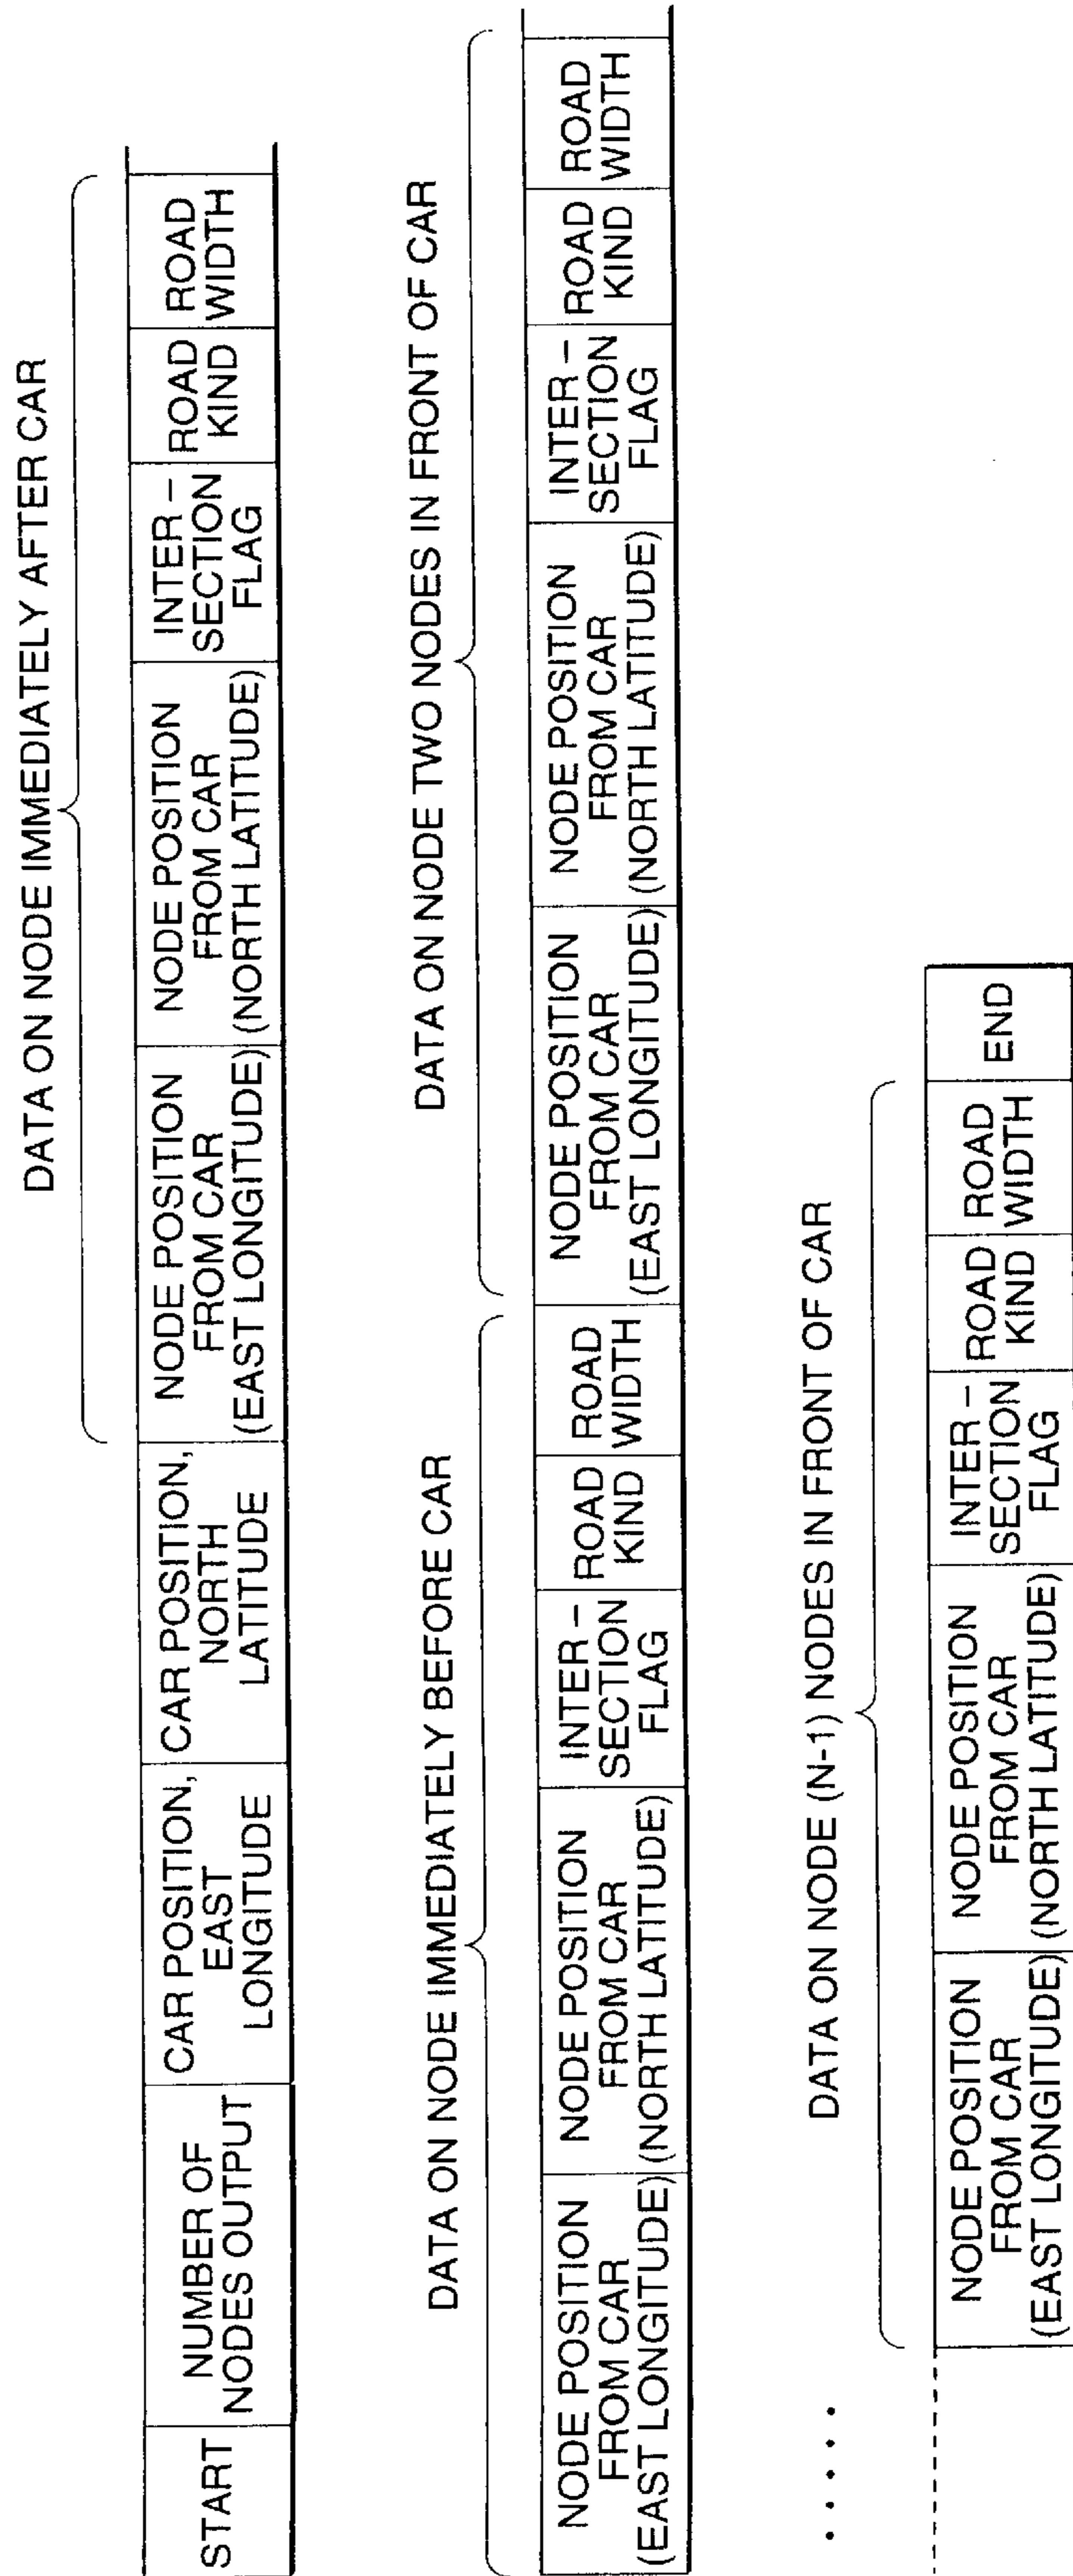 DATA ON NODE IMMEDIATELY AFTER CAR
START
NUMBER OF
NODES OUTPUT
CAR POSITION,
EAST
LONGITUDE
CAR POSITION,
NORTH
LATITUDE
NODE POSITION
FROM CAR
(EAST LONGITUDE)
NODE POSITION
FROM CAR
(NORTH LATITUDE)
INTER–
SECTION
FLAG
ROAD
KIND
ROAD
WIDTH
DATA ON NODE IMMEDIATELY BEFORE CAR
NODE POSITION
FROM CAR
(EAST LONGITUDE)
NODE POSITION
FROM CAR
(NORTH LATITUDE)
INTER–
SECTION
FLAG
ROAD
KIND
ROAD
WIDTH
DATA ON NODE TWO NODES IN FRONT OF CAR
NODE POSITION
FROM CAR
(EAST LONGITUDE)
NODE POSITION
FROM CAR
(NORTH LATITUDE)
INTER–
SECTION
FLAG
ROAD
KIND
ROAD
WIDTH
. . . . .
DATA ON NODE (N-1) NODES IN FRONT OF CAR
NODE POSITION
FROM CAR
(EAST LONGITUDE)
NODE POSITION
FROM CAR
(NORTH LATITUDE)
INTER–
SECTION
FLAG
ROAD
KIND
ROAD
WIDTH
END